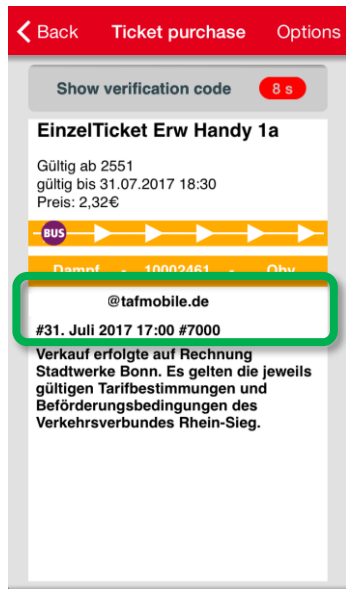 Back Ticket purchase Options
Show verification code 8 s
EinzelTicket Erw Handy 1a
Gültig ab 2551
gültig bis 31.07.2017 18:30
Preis: 2,32€
BUS
Dampf - 10002461 - Obv
@tafmobile.de
#31. Juli 2017 17:00 #7000
Verkauf erfolgte auf Rechnung
Stadtwerke Bonn. Es gelten die jeweils
gültigen Tarifbestimmungen und
Beförderungsbedingungen des
Verkehrsverbundes Rhein-Sieg.